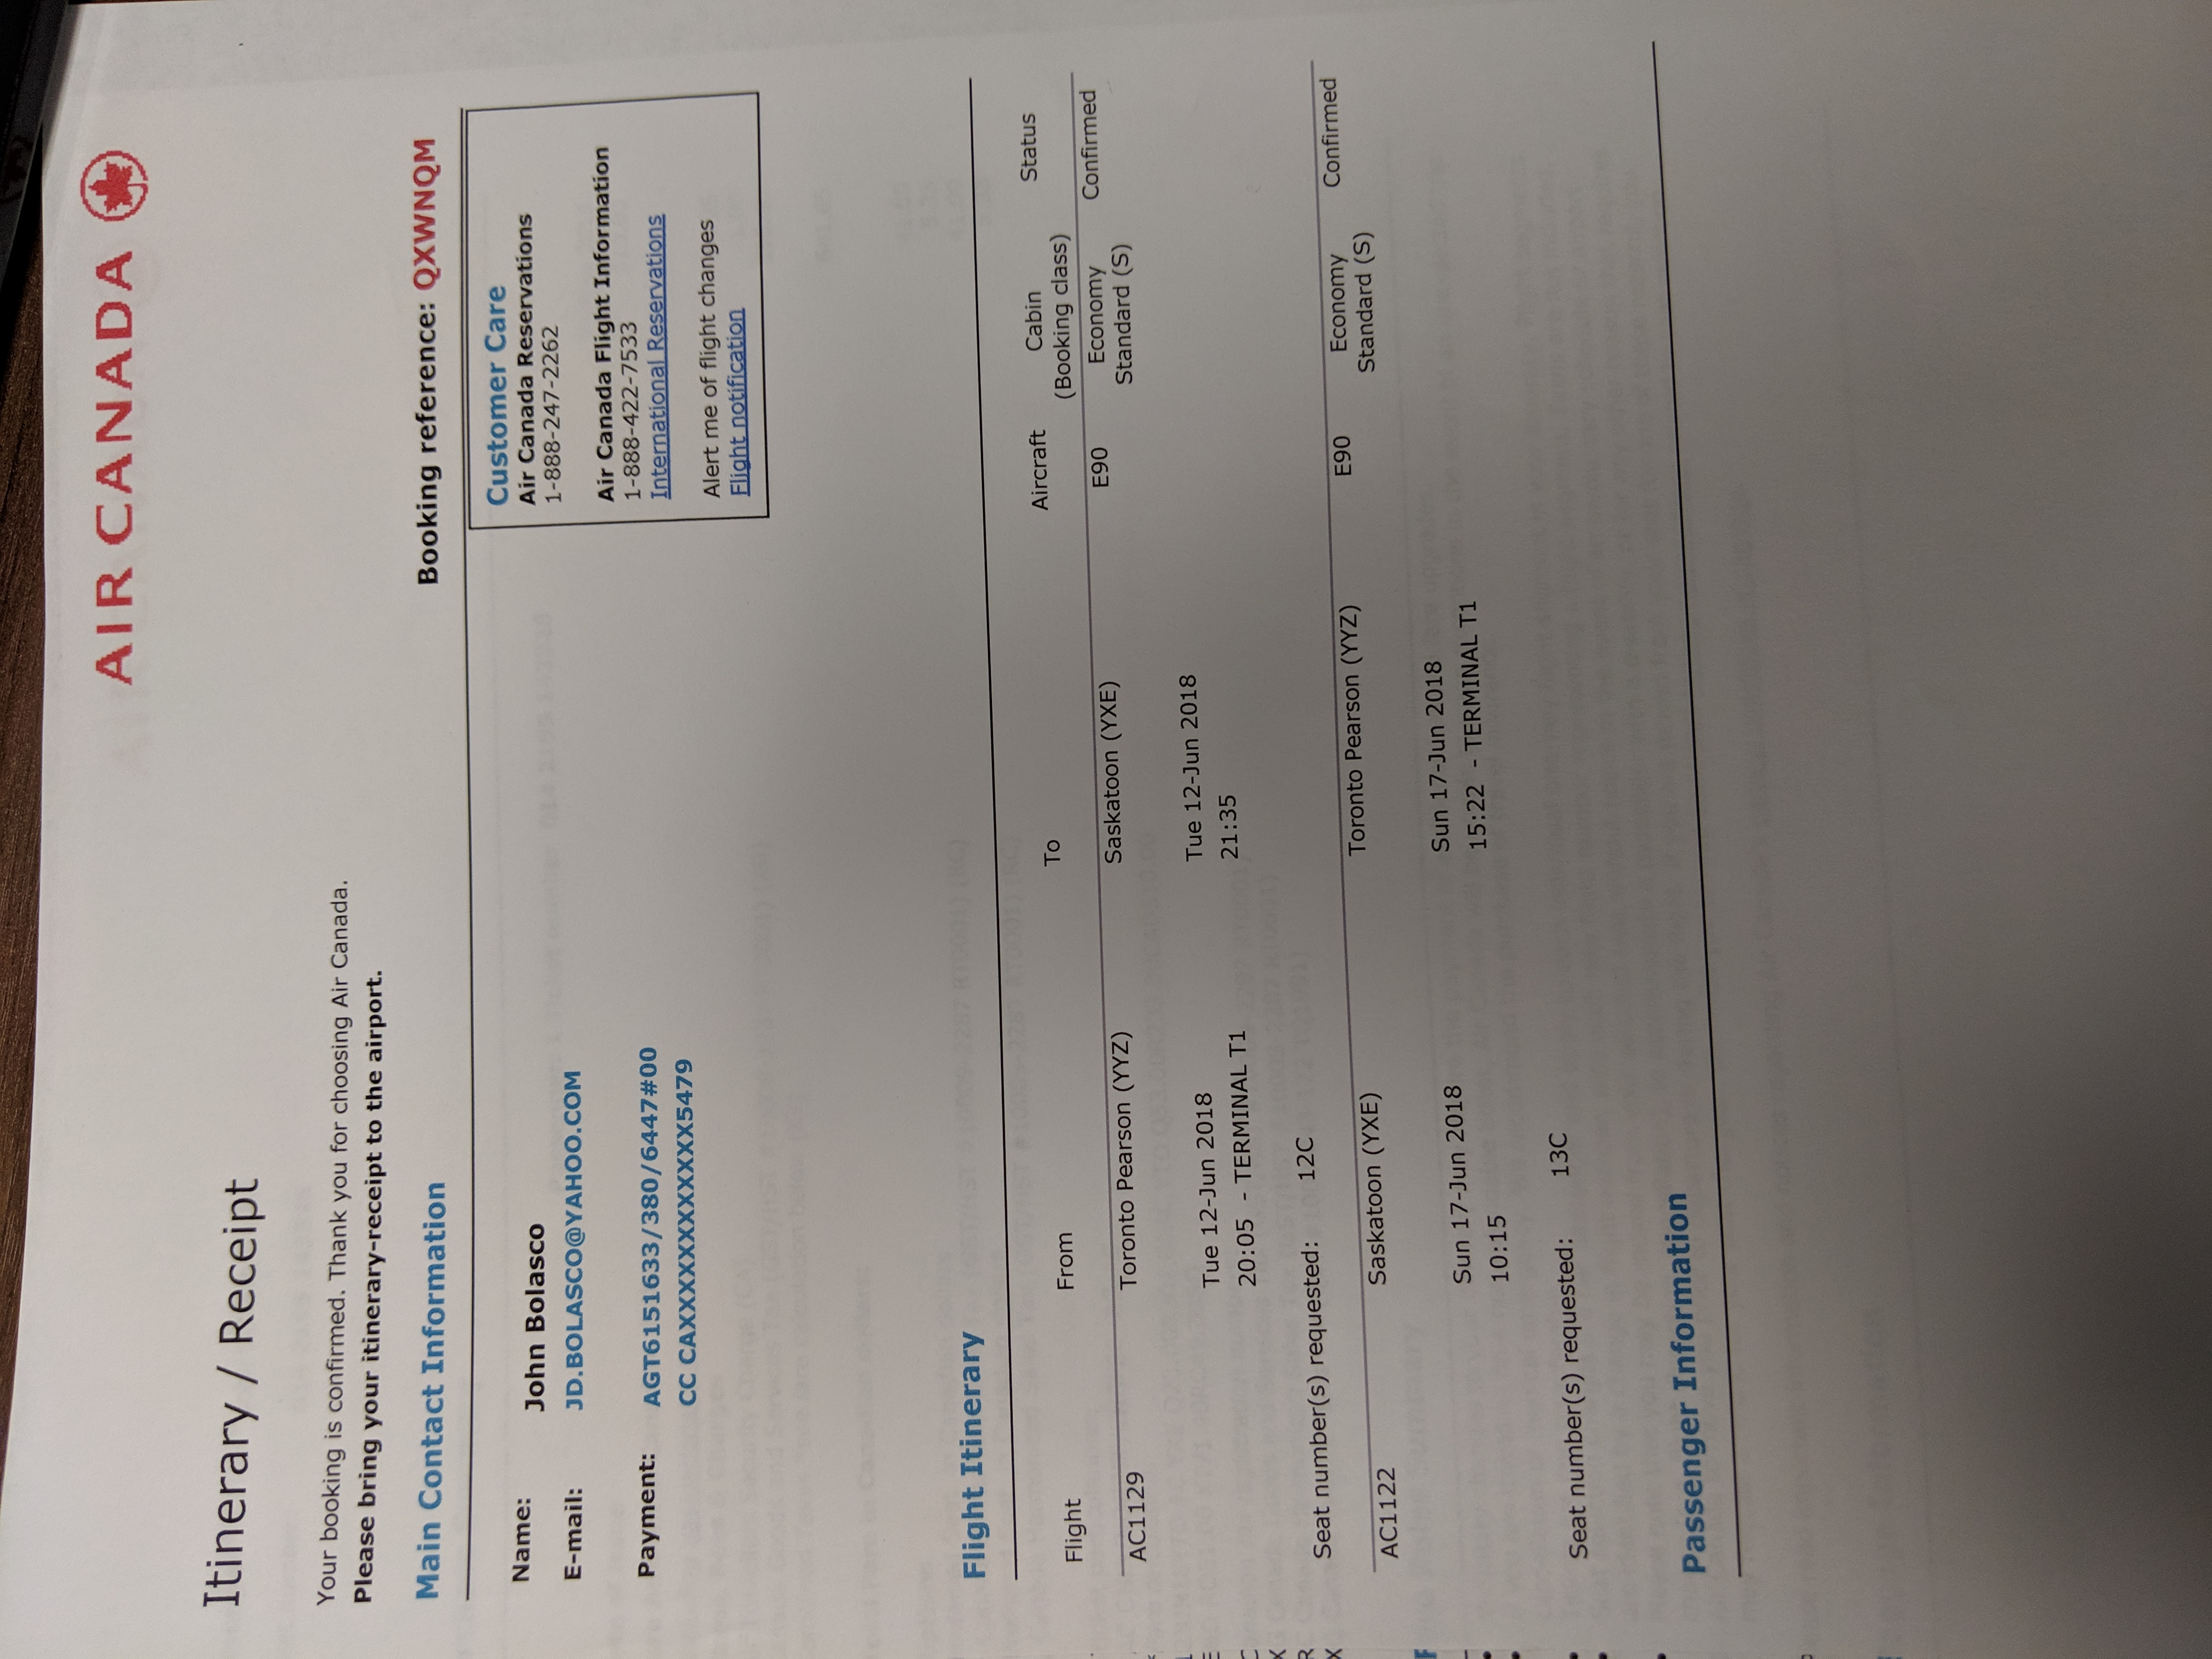 AIR CANADA
Itinerary / Receipt
Your booking is confirmed. Thank you for choosing Air Canada.
Please bring your itinerary-receipt to the airport.
Main Contact Information
Booking reference: QXWNQM
Name: John Bolasco
E-mail: JD.BOLASCO@YAHOO.COM
Payment: AGT6151633/380/6447#00
CC CAXXXXXXXXXXXX5479
Customer Care
Air Canada Reservations
1-888-247-2262
Air Canada Flight Information
1-888-422-7533
International Reservations
Alert me of flight changes
Flight notification
Flight Itinerary
Flight From To Aircraft Cabin (Booking class) Status
AC1129 Toronto Pearson (YYZ) Saskatoon (YXE) E90 Economy Standard (S) Confirmed
Tue 12-Jun 2018 Tue 12-Jun 2018
20:05 - TERMINAL T1 21:35
Seat number(s) requested: 12C
AC1122 Saskatoon (YXE) Toronto Pearson (YYZ) E90 Economy Standard (S) Confirmed
Sun 17-Jun 2018 Sun 17-Jun 2018
10:15 15:22 - TERMINAL T1
Seat number(s) requested: 13C
Passenger Information